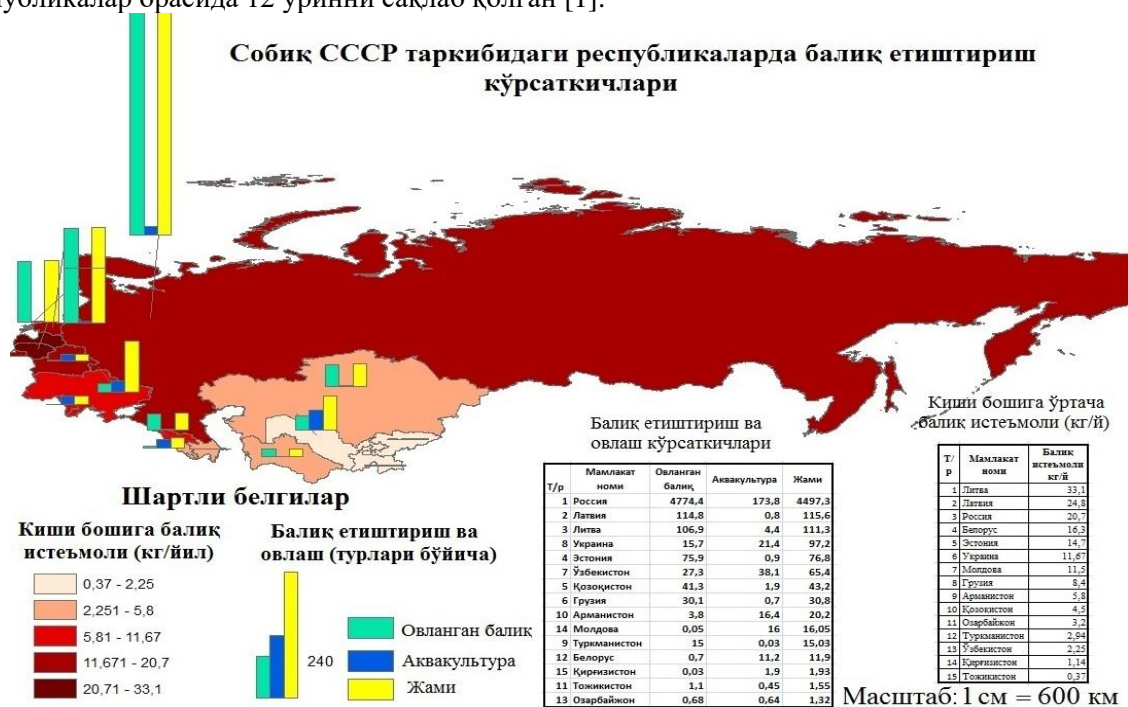 публикалар орасида 12 ўринни сақлаб қолган [1].
Собиқ СССР таркибидаги республикаларда балиқ етиштириш
кўрсаткичлари
Шартли белгилар
Киши бошига балиқ
истеъмоли (кг/йил)
0,37 - 2,25
2,251 - 5,8
5,81 - 11,67
11,671 - 20,7
20,71 - 33,1
Балиқ етиштириш ва
овлаш (турлари бўйича)
240
Овланган балиқ
Аквакультура
Жами
Балиқ етиштириш ва
овлаш кўрсаткичлари
Т/р Мамлакат номи Овланган балиқ Аквакультура Жами
1 Россия 4774,4 173,8 4497,3
2 Латвия 114,8 0,8 115,6
3 Литва 106,9 4,4 111,3
8 Украина 15,7 21,4 97,2
4 Эстония 75,9 0,9 76,8
7 Ўзбекистон 27,3 38,1 65,4
5 Қозоқистон 41,3 1,9 43,2
6 Грузия 30,1 0,7 30,8
10 Арманистон 3,8 16,4 20,2
14 Молдова 0,05 16 16,05
9 Туркманистон 15 0,03 15,03
12 Белорус 0,7 11,2 11,9
15 Қирғизистон 0,03 1,9 1,93
11 Тожикистон 1,1 0,45 1,55
13 Озарбайжон 0,68 0,64 1,32
Киши бошига ўртача
балиқ истеъмоли (кг/й)
Т/р Мамлакат номи Балиқ истеъмоли кг/й
1 Литва 33,1
2 Латвия 24,8
3 Россия 20,7
4 Белорус 16,3
5 Эстония 14,7
6 Украина 11,67
7 Молдова 11,5
8 Грузия 8,4
9 Арманистон 5,8
10 Қозоқистон 4,5
11 Озарбайжон 3,2
12 Туркманистон 2,94
13 Ўзбекистон 2,25
14 Қирғизистон 1,14
15 Тожикистон 0,37
Масштаб: 1 см = 600 км